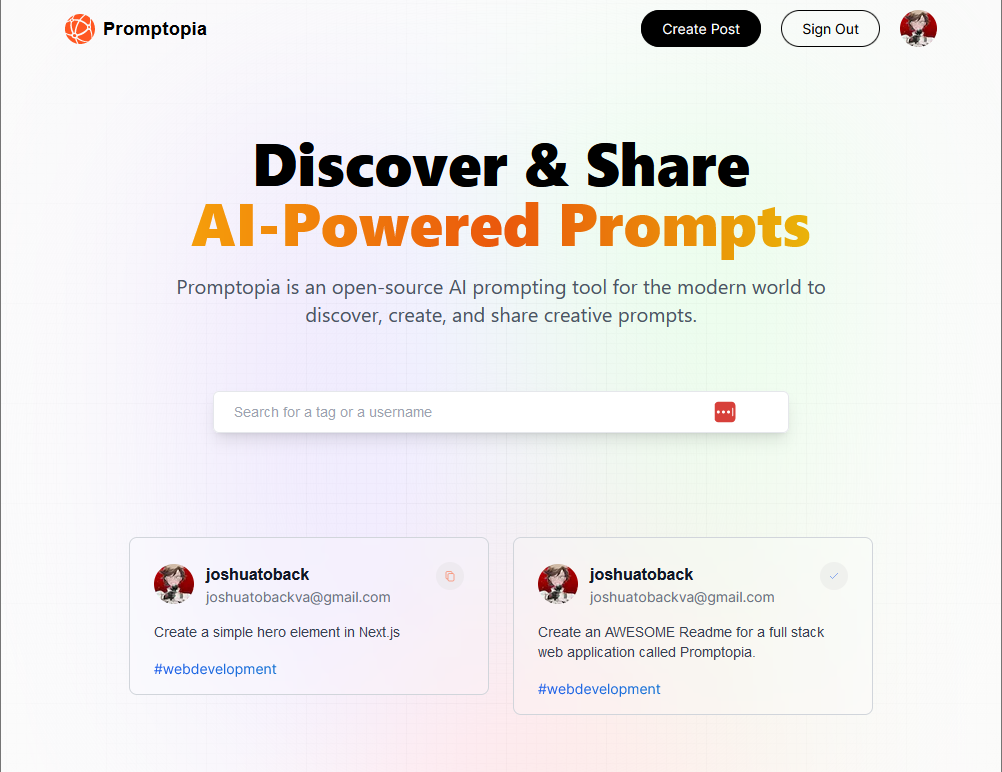 Promptopia
Create Post
Sign Out
Discover & Share
AI-Powered Prompts
Promptopia is an open-source AI prompting tool for the modern world to
discover, create, and share creative prompts.
Search for a tag or a username
joshuatoback
joshuatobackva@gmail.com
Create a simple hero element in Next.js
#webdevelopment
joshuatoback
joshuatobackva@gmail.com
Create an AWESOME Readme for a full stack
web application called Promptopia.
#webdevelopment